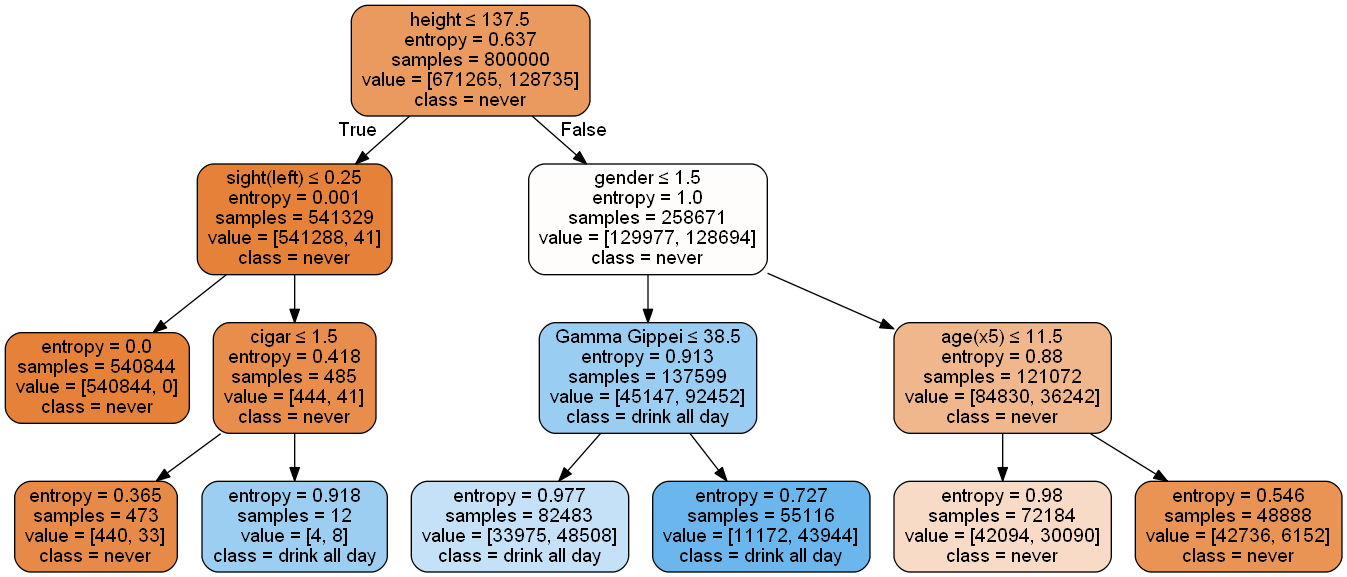 height ≤ 137.5
entropy = 0.637
samples = 800000
value = [671265, 128735]
class = never
True
False
sight(left) ≤ 0.25
entropy = 0.001
samples = 541329
value = [541288, 41]
class = never
gender ≤ 1.5
entropy = 1.0
samples = 258671
value = [129977, 128694]
class = never
entropy = 0.0
samples = 540844
value = [540844, 0]
class = never
cigar ≤ 1.5
entropy = 0.418
samples = 485
value = [444, 41]
class = never
Gamma Gippei ≤ 38.5
entropy = 0.913
samples = 137599
value = [45147, 92452]
class = drink all day
age(x5) ≤ 11.5
entropy = 0.88
samples = 121072
value = [84830, 36242]
class = never
entropy = 0.365
samples = 473
value = [440, 33]
class = never
entropy = 0.918
samples = 12
value = [4, 8]
class = drink all day
entropy = 0.977
samples = 82483
value = [33975, 48508]
class = drink all day
entropy = 0.727
samples = 55116
value = [11172, 43944]
class = drink all day
entropy = 0.98
samples = 72184
value = [42094, 30090]
class = never
entropy = 0.546
samples = 48888
value = [42736, 6152]
class = never